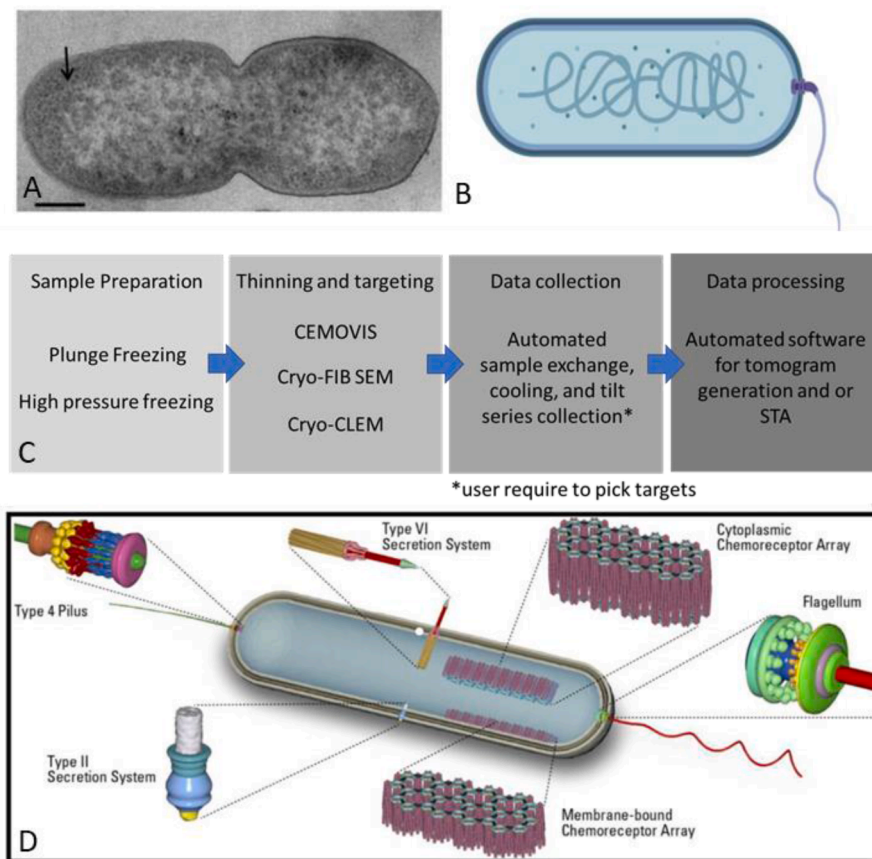 A
B
Sample Preparation
Plunge Freezing
High pressure freezing
C
Thinning and targeting
CEMOVIS
Cryo-FIB SEM
Cryo-CLEM
Data collection
Automated
sample exchange,
cooling, and tilt
series collection*
Data processing
Automated software
for tomogram
generation and or
STA
*user require to pick targets
Type 4 Pilus
Type VI
Secretion System
Cytoplasmic
Chemoreceptor Array
Flagellum
Type II
Secretion System
Membrane-bound
Chemoreceptor Array
D